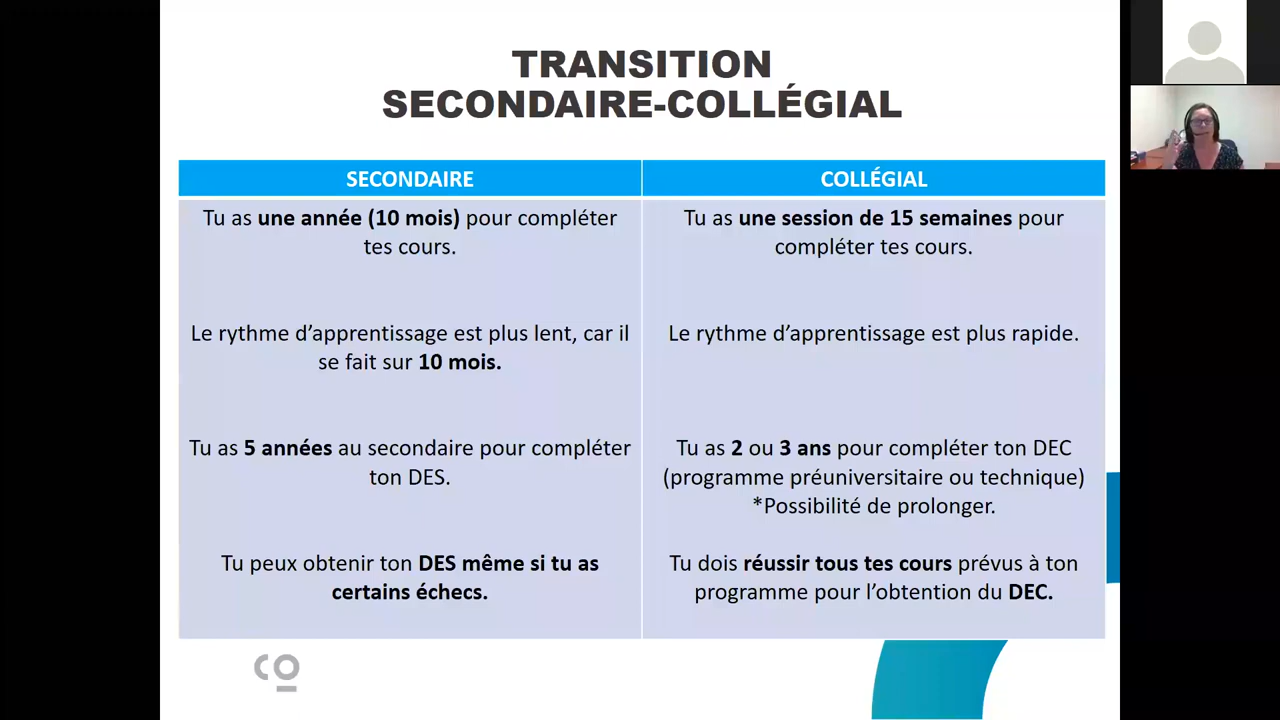 TRANSITION
SECONDAIRE-COLLÉGIAL
SECONDAIRE
COLLÉGIAL
Tu as une année (10 mois) pour compléter
tes cours.
Tu as une session de 15 semaines pour
compléter tes cours.
Le rythme d’apprentissage est plus lent, car il
se fait sur 10 mois.
Le rythme d’apprentissage est plus rapide.
Tu as 5 années au secondaire pour compléter
ton DES.
Tu as 2 ou 3 ans pour compléter ton DEC
(programme préuniversitaire ou technique)
*Possibilité de prolonger.
Tu peux obtenir ton DES même si tu as
certains échecs.
Tu dois réussir tous tes cours prévus à ton
programme pour l’obtention du DEC.
CO